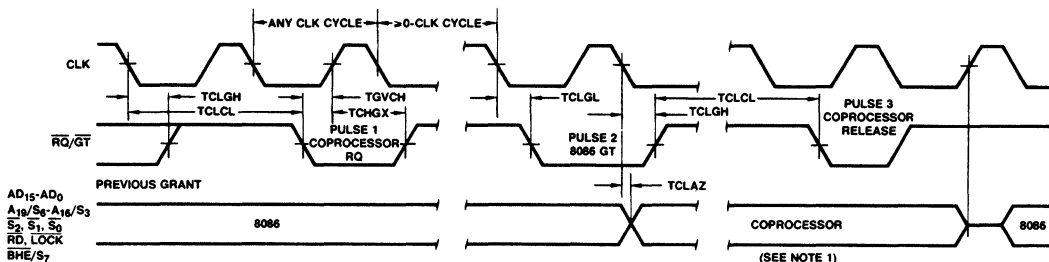 ANY CLK CYCLE
≥0-CLK CYCLE
CLK
TCLGH
TCLCL
TGVCH
TCHGX
TCLGL
TCLGH
TCLCL
RQ/GT
PULSE 1
COPROCESSOR
RQ
PULSE 2
8086 GT
PULSE 3
COPROCESSOR
RELEASE
PREVIOUS GRANT
TCLAZ
AD15-AD0
A19/S6-A16/S3
S2, S1, S0
RD, LOCK
BHE/S7
8086
COPROCESSOR
8086
(SEE NOTE 1)